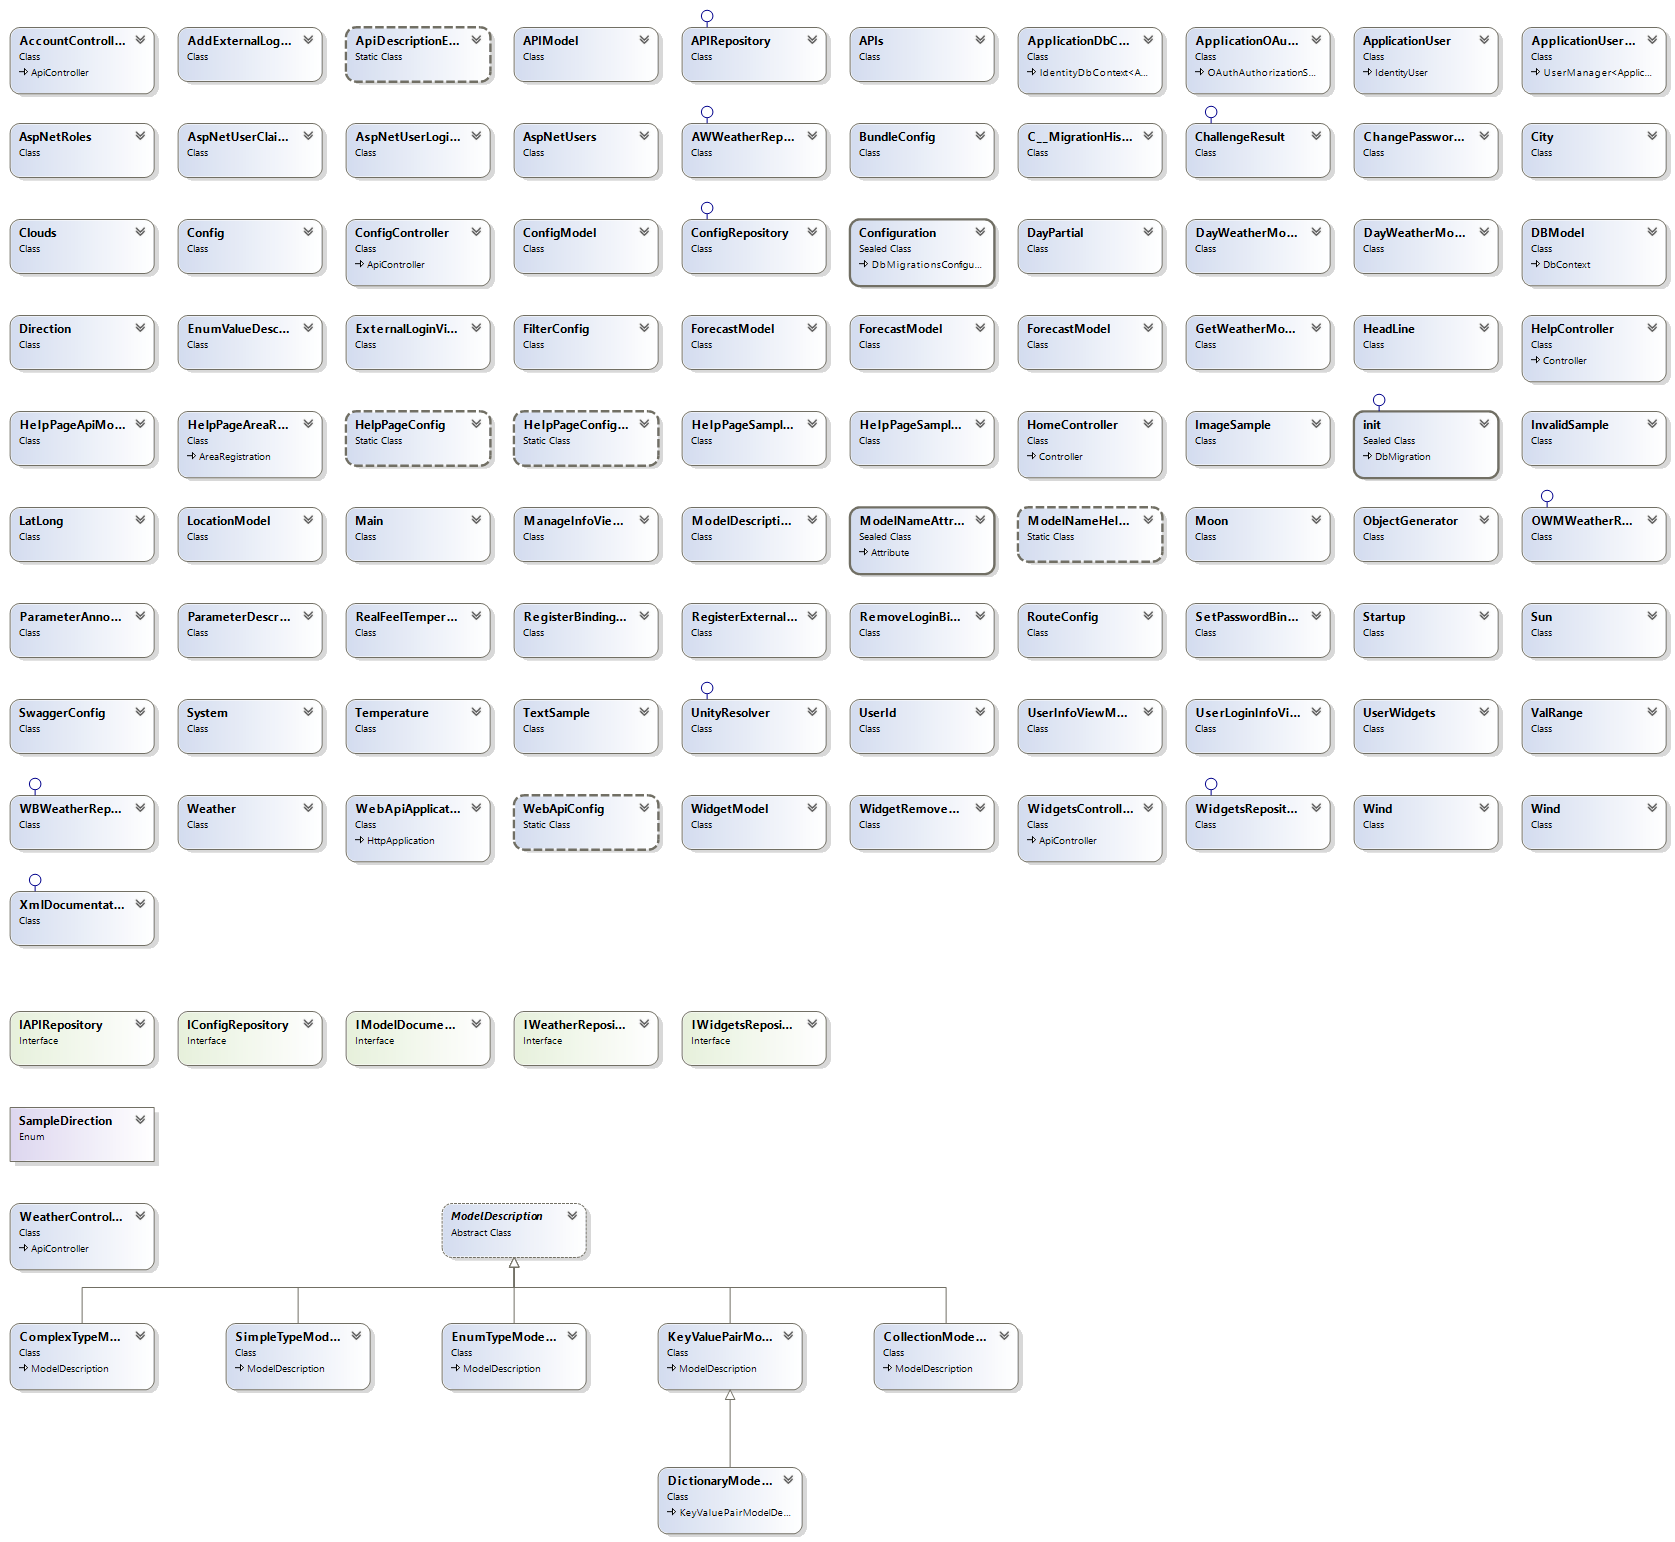 AccountControll...
Class
ApiController
AddExternalLog...
Class
ApiDescriptionE...
Static Class
APIModel
Class
APIRepository
Class
APIs
Class
ApplicationDbC...
Class
IdentityDbContext<A...
ApplicationOAu...
Class
OAuthAuthorizationS...
ApplicationUser
Class
IdentityUser
ApplicationUser...
Class
UserManager<Applic...
AspNetRoles
Class
AspNetUserClai...
Class
AspNetUserLogi...
Class
AspNetUsers
Class
AWWeatherRep...
Class
BundleConfig
Class
C__MigrationHis...
Class
ChallengeResult
Class
ChangePasswor...
Class
City
Class
Clouds
Class
Config
Class
ConfigController
Class
ApiController
ConfigModel
Class
ConfigRepository
Class
Configuration
Sealed Class
DbMigrationsConfigu...
DayPartial
Class
DayWeatherMo...
Class
DayWeatherMo...
Class
DBModel
Class
DbContext
Direction
Class
EnumValueDesc...
Class
ExternalLoginVi...
Class
FilterConfig
Class
ForecastModel
Class
ForecastModel
Class
ForecastModel
Class
GetWeatherMo...
Class
HeadLine
Class
HelpController
Class
Controller
HelpPageApiMo...
Class
HelpPageAreaR...
Class
AreaRegistration
HelpPageConfig
Static Class
HelpPageConfig...
Static Class
HelpPageSampl...
Class
HelpPageSampl...
Class
HomeController
Class
Controller
ImageSample
Class
init
Sealed Class
DbMigration
InvalidSample
Class
LatLong
Class
LocationModel
Class
Main
Class
ManageInfoVie...
Class
ModelDescripti...
Class
ModelNameAttr...
Sealed Class
Attribute
ModelNameHel...
Static Class
Moon
Class
ObjectGenerator
Class
OWMWeatherR...
Class
ParameterAnno...
Class
ParameterDescr...
Class
RealFeelTemper...
Class
RegisterBinding...
Class
RegisterExternal...
Class
RemoveLoginBi...
Class
RouteConfig
Class
SetPasswordBin...
Class
Startup
Class
Sun
Class
SwaggerConfig
Class
System
Class
Temperature
Class
TextSample
Class
UnityResolver
Class
UserId
Class
UserInfoViewM...
Class
UserLoginInfoVi...
Class
UserWidgets
Class
ValRange
Class
WBWeatherRep...
Class
Weather
Class
WebApiApplicat...
Class
HttpApplication
WebApiConfig
Static Class
WidgetModel
Class
WidgetRemove...
Class
WidgetsControll...
Class
ApiController
WidgetsReposit...
Class
Wind
Class
Wind
Class
XmlDocumentat...
Class
IAPIRepository
Interface
IConfigRepository
Interface
IModelDocume...
Interface
IWeatherReposi...
Interface
IWidgetsReposi...
Interface
SampleDirection
Enum
WeatherControl...
Class
ApiController
ModelDescription
Abstract Class
ComplexTypeM...
Class
ModelDescription
SimpleTypeMod...
Class
ModelDescription
EnumTypeMode...
Class
ModelDescription
KeyValuePairMo...
Class
ModelDescription
CollectionMode...
Class
ModelDescription
DictionaryMode...
Class
KeyValuePairModelDe...